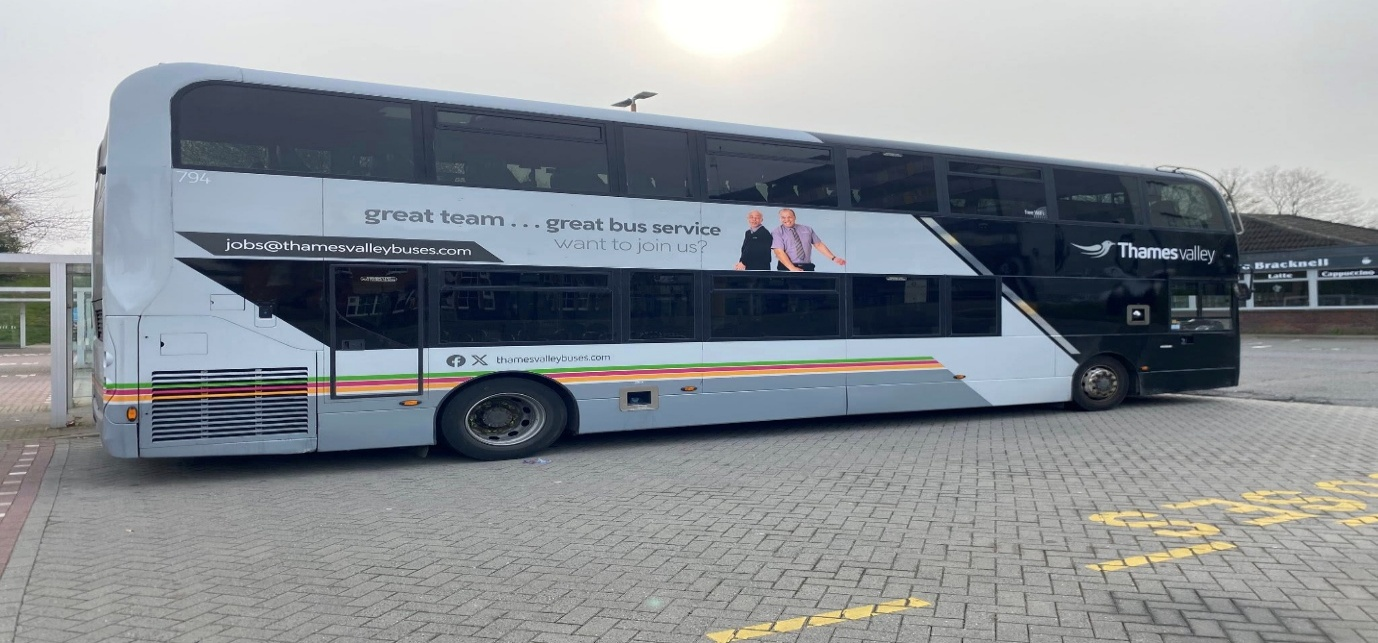 794
great team . . . great bus service
want to join us?
jobs@thamesvalleybuses.com
Thames valley
thamesvalleybuses.com
Bracknell
Latte
Cappuccino